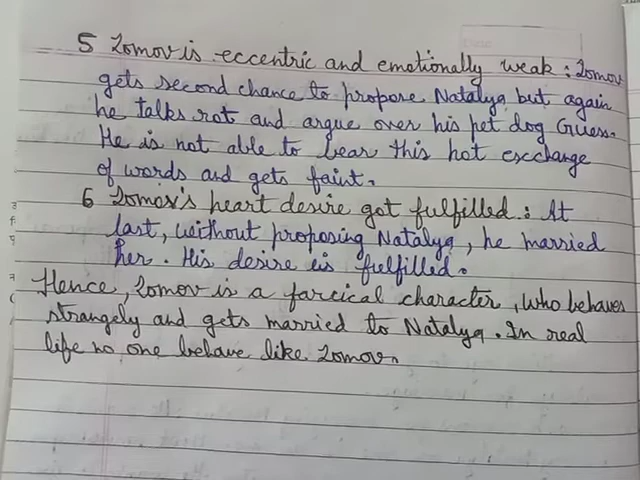 5 Lomov is eccentric and emotionally weak : Lomov
gets second chance to propose Natalya but again
he talks rot and argue over his pet dog Guess.
He is not able to bear this hot exchange
of words and gets faint.
6 Lomov's heart desire got fulfilled : At
last, without proposing Natalya, he married
her. His desire is fulfilled.
Hence, Lomov is a farcical character, who behaves
strangely and gets married to Natalya. In real
life no one behave like Lomov.